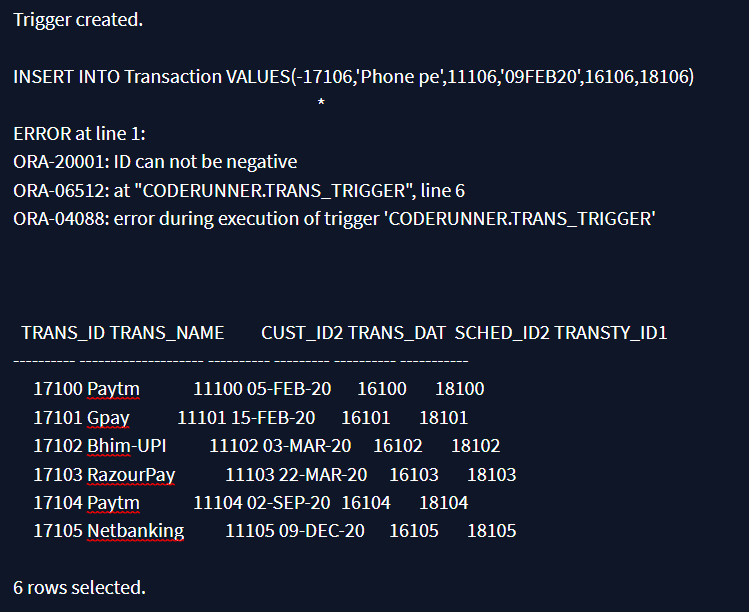 Trigger created.
INSERT INTO Transaction VALUES(-17106,'Phone pe',11106,'09FEB20',16106,18106)
*
ERROR at line 1:
ORA-20001: ID can not be negative
ORA-06512: at "CODERUNNER.TRANS_TRIGGER", line 6
ORA-04088: error during execution of trigger 'CODERUNNER.TRANS_TRIGGER'
TRANS_ID TRANS_NAME CUST_ID2 TRANS_DAT SCHED_ID2 TRANSTY_ID1
---------- -------------------- ---------- --------- ---------- -----------
17100 Paytm 11100 05-FEB-20 16100 18100
17101 Gpay 11101 15-FEB-20 16101 18101
17102 Bhim-UPI 11102 03-MAR-20 16102 18102
17103 RazourPay 11103 22-MAR-20 16103 18103
17104 Paytm 11104 02-SEP-20 16104 18104
17105 Netbanking 11105 09-DEC-20 16105 18105
6 rows selected.